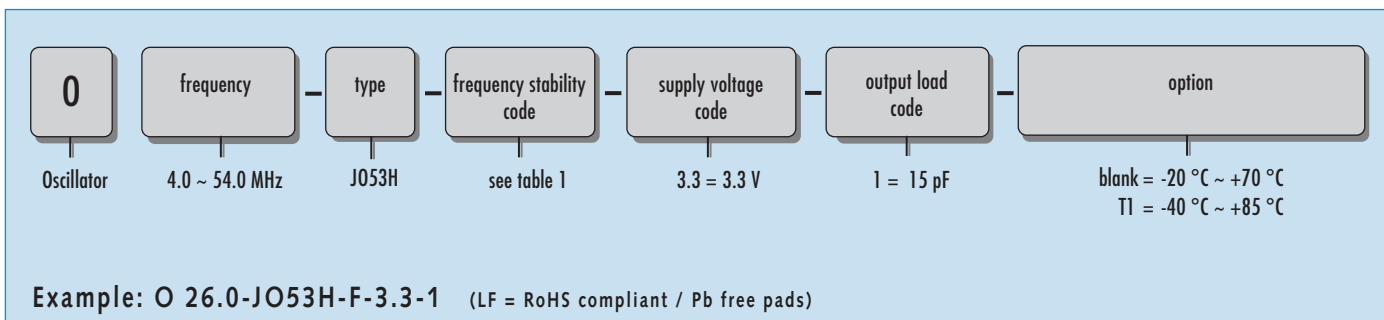 O
frequency
–
type
–
frequency stability
code
–
supply voltage
code
–
output load
code
–
option
Oscillator
4.0 ~ 54.0 MHz
JO53H
see table 1
3.3 = 3.3 V
1 = 15 pF
blank = -20 °C ~ +70 °C
T1 = -40 °C ~ +85 °C
Example: O 26.0-JO53H-F-3.3-1 (LF = RoHS compliant / Pb free pads)